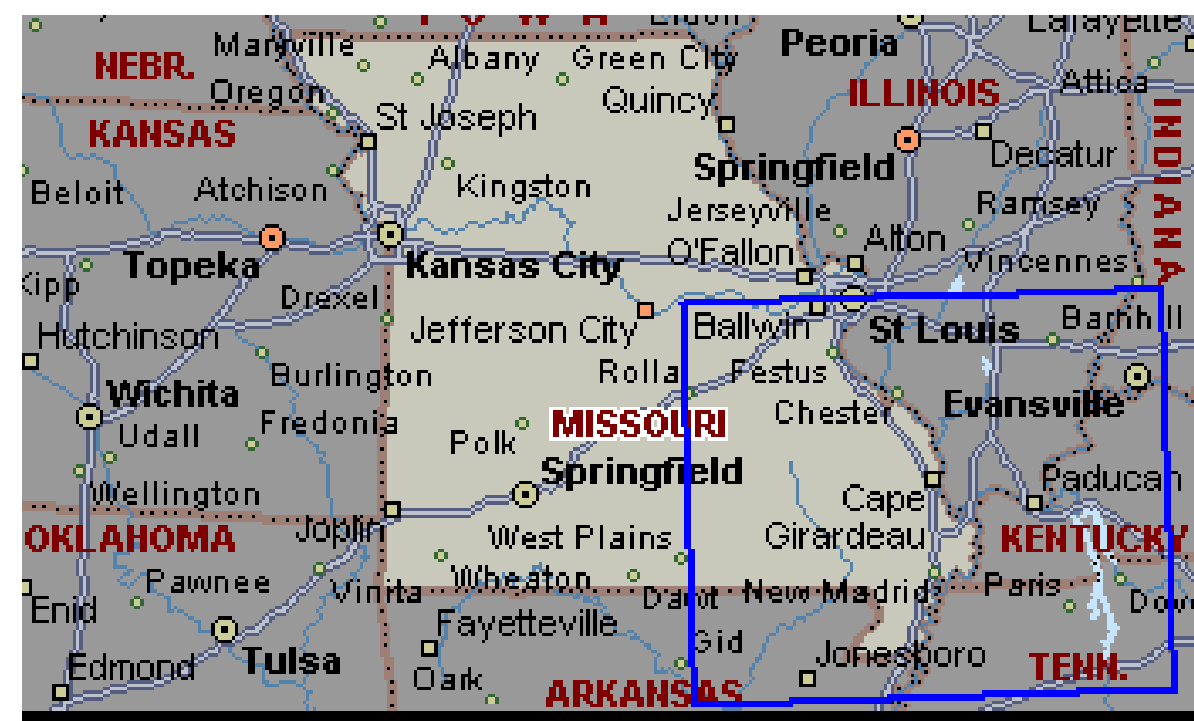 I O W A
Lafayette
Maryville
Albany
Green City
Peoria
NEBR.
Attica
Oregon
Quincy
ILLINOIS
St Joseph
KANSAS
INDIANA
Decatur
Springfield
Beloit
Atchison
Kingston
Jerseyville
Ramsey
O'Fallon
Alton
Topeka
Kansas City
Vincennes
Kipp
Drexel
Jefferson City
Ballwin
St Louis
Barnhill
Hutchinson
Burlington
Rolla
Festus
Wichita
Evansville
Fredonia
MISSOURI
Chester
Udall
Polk
Springfield
Wellington
Cape
Girardeau
Paducah
OKLAHOMA
Joplin
West Plains
KENTUCKY
Pawnee
Vinita
Wheaton
New Madrid
Paris
Enid
Fayetteville
Gid
Edmond
Tulsa
Jonesboro
TENN.
Oark
ARKANSAS